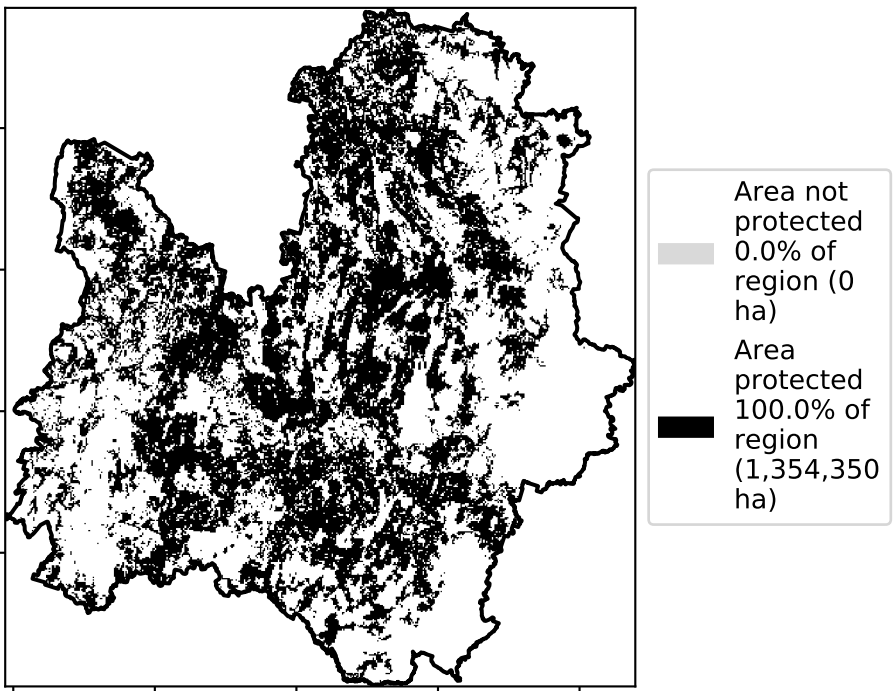 Area not
protected
0.0% of
region (0
ha)
Area
protected
100.0% of
region
(1,354,350
ha)